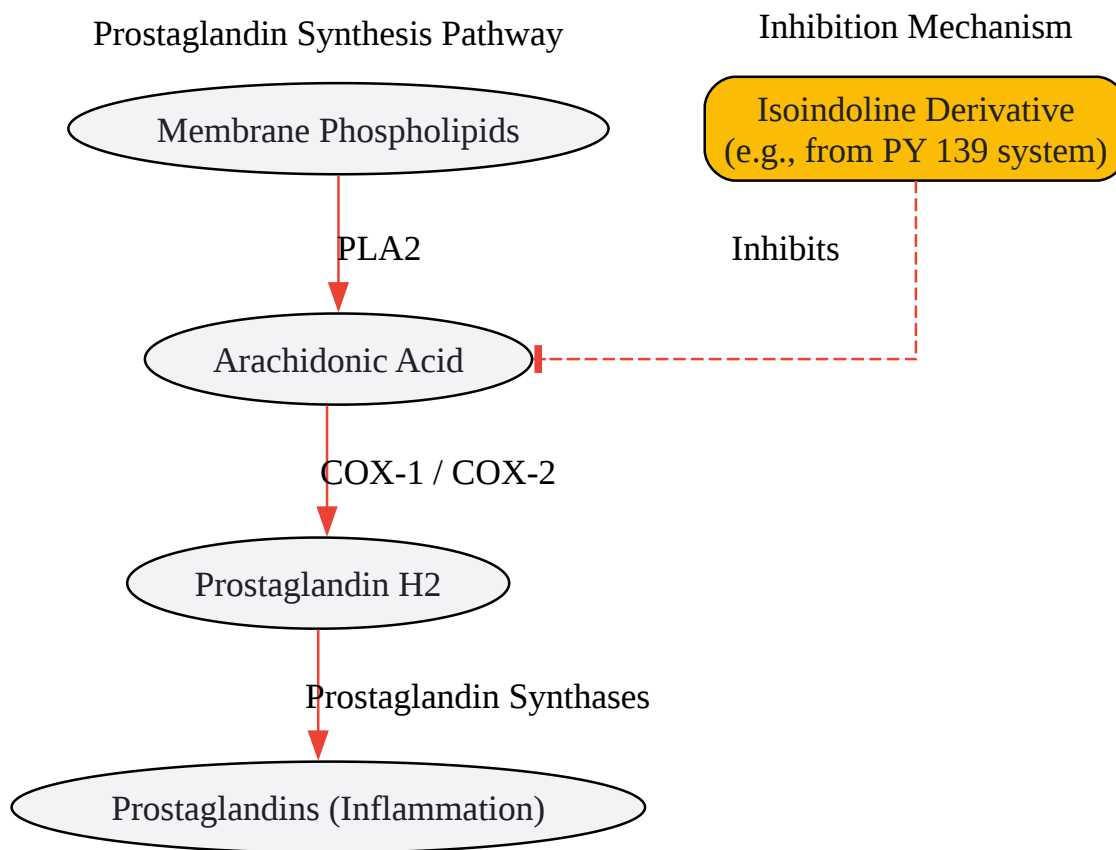 Prostaglandin Synthesis Pathway
Inhibition Mechanism
Membrane Phospholipids
Isoindoline Derivative
(e.g., from PY 139 system)
PLA2
Inhibits
Arachidonic Acid
COX-1 / COX-2
Prostaglandin H2
Prostaglandin Synthases
Prostaglandins (Inflammation)